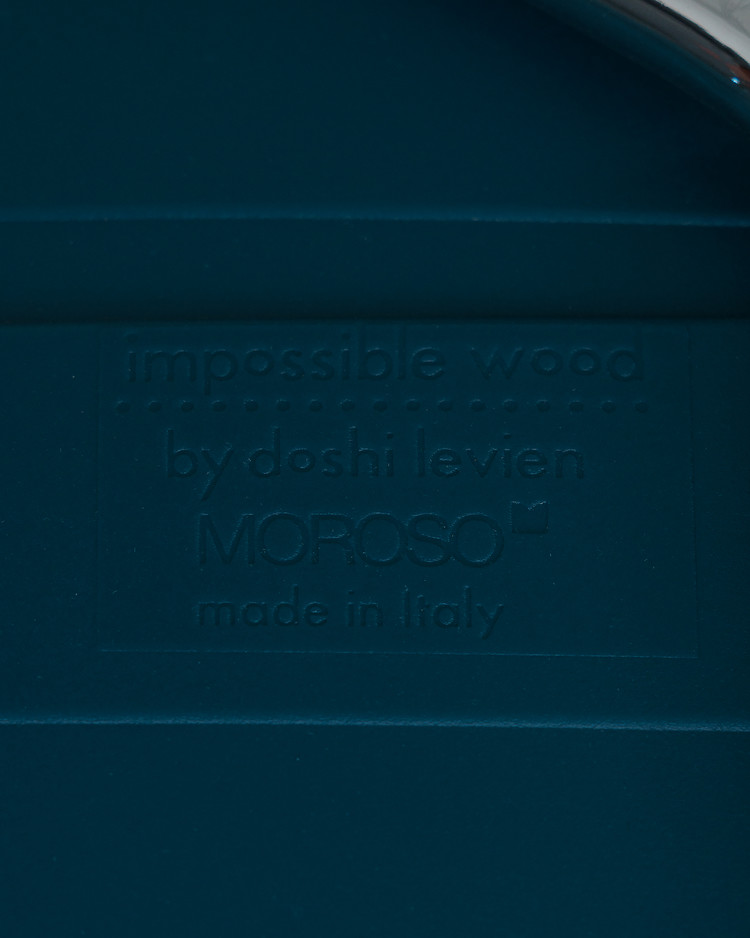 impossible wood
by doshi levien
MOROSO
made in Italy